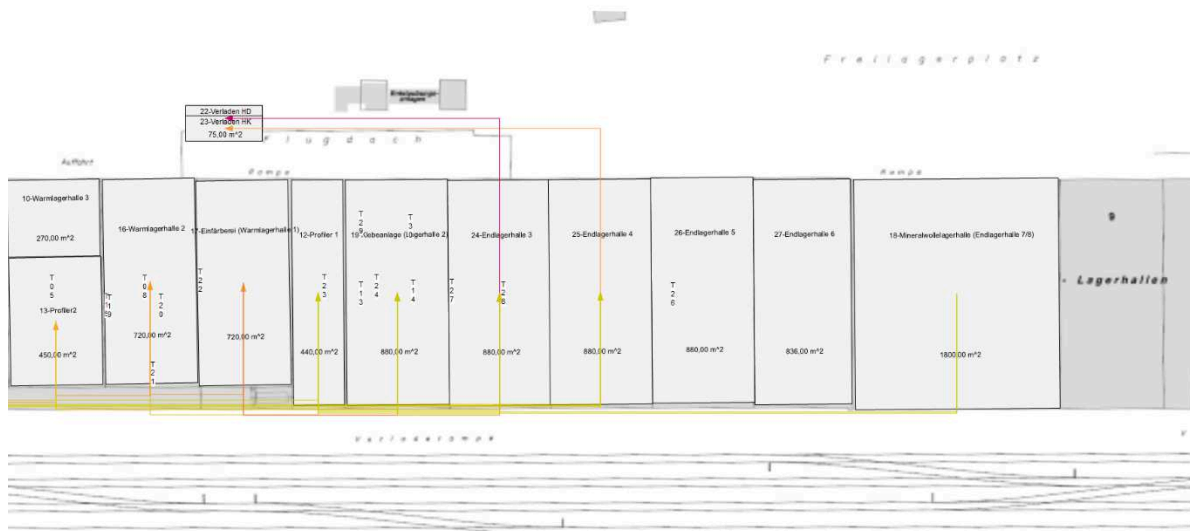 Freilagerplatz
22-Verladen HD
23-Verladen HK
75,00 m^2
Flugdach
Auffahrt
Rampe
Rampe
10-Warmlagerhalle 3
270,00 m^2
T05
13-Profiler2
450,00 m^2
16-Warmlagerhalle 2
T08
T20
720,00 m^2
T21
17-Einfärberei (Warmlagerhalle 1)
T22
720,00 m^2
12-Profiler 1
T23
440,00 m^2
T3
T13
T24
T14
880,00 m^2
24-Endlagerhalle 3
T27
T28
880,00 m^2
25-Endlagerhalle 4
880,00 m^2
26-Endlagerhalle 5
T26
880,00 m^2
27-Endlagerhalle 6
836,00 m^2
18-Mineralwollelagerhalle (Endlagerhalle 7/8)
1800,00 m^2
9
Lagerhallen
Verladerampe
V